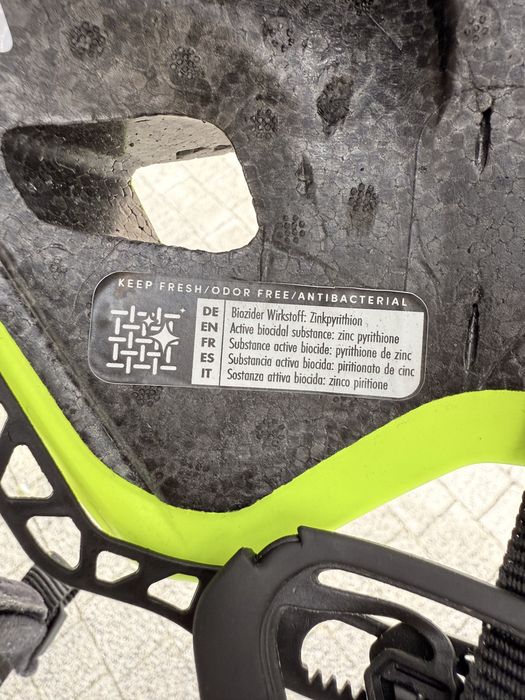 KEEP FRESH/ODOR FREE/ANTIBACTERIAL
DE Biozider Wirkstoff: Zinkpyrithion
EN Active biocidal substance: zinc pyrithione
FR Substance active biocide: pyrithione de zinc
ES Substancia activa biocida: piritionato de cinc
IT Sostanza attiva biocida: zinco piritione